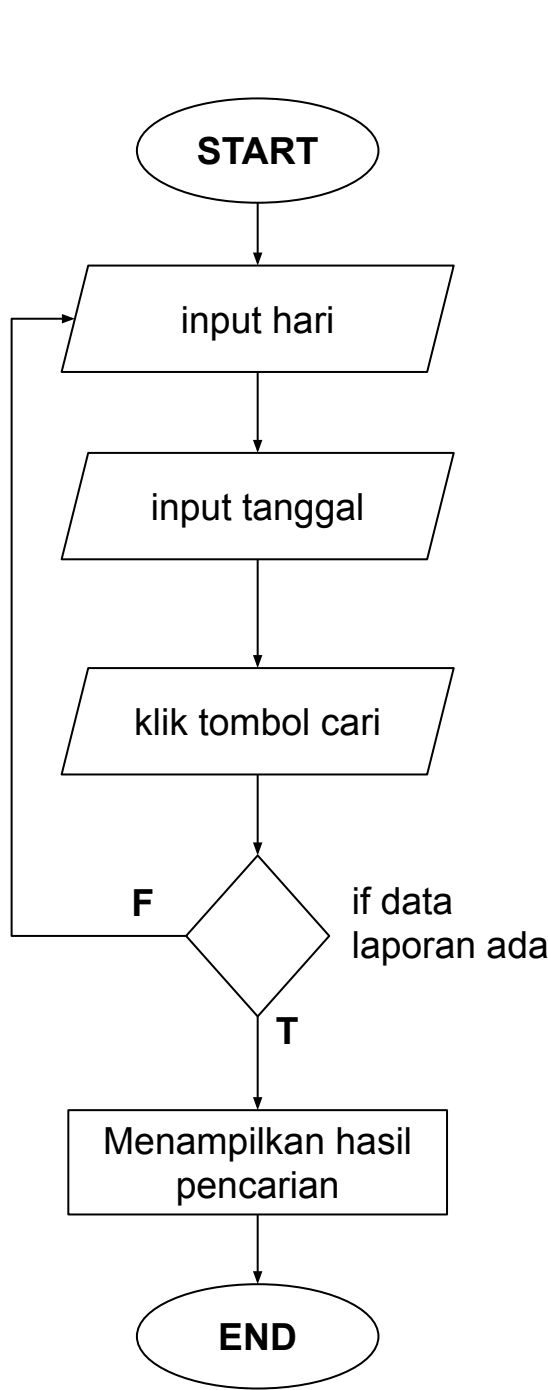 START
input hari
input tanggal
klik tombol cari
F
if data
laporan ada
T
Menampilkan hasil
pencarian
END